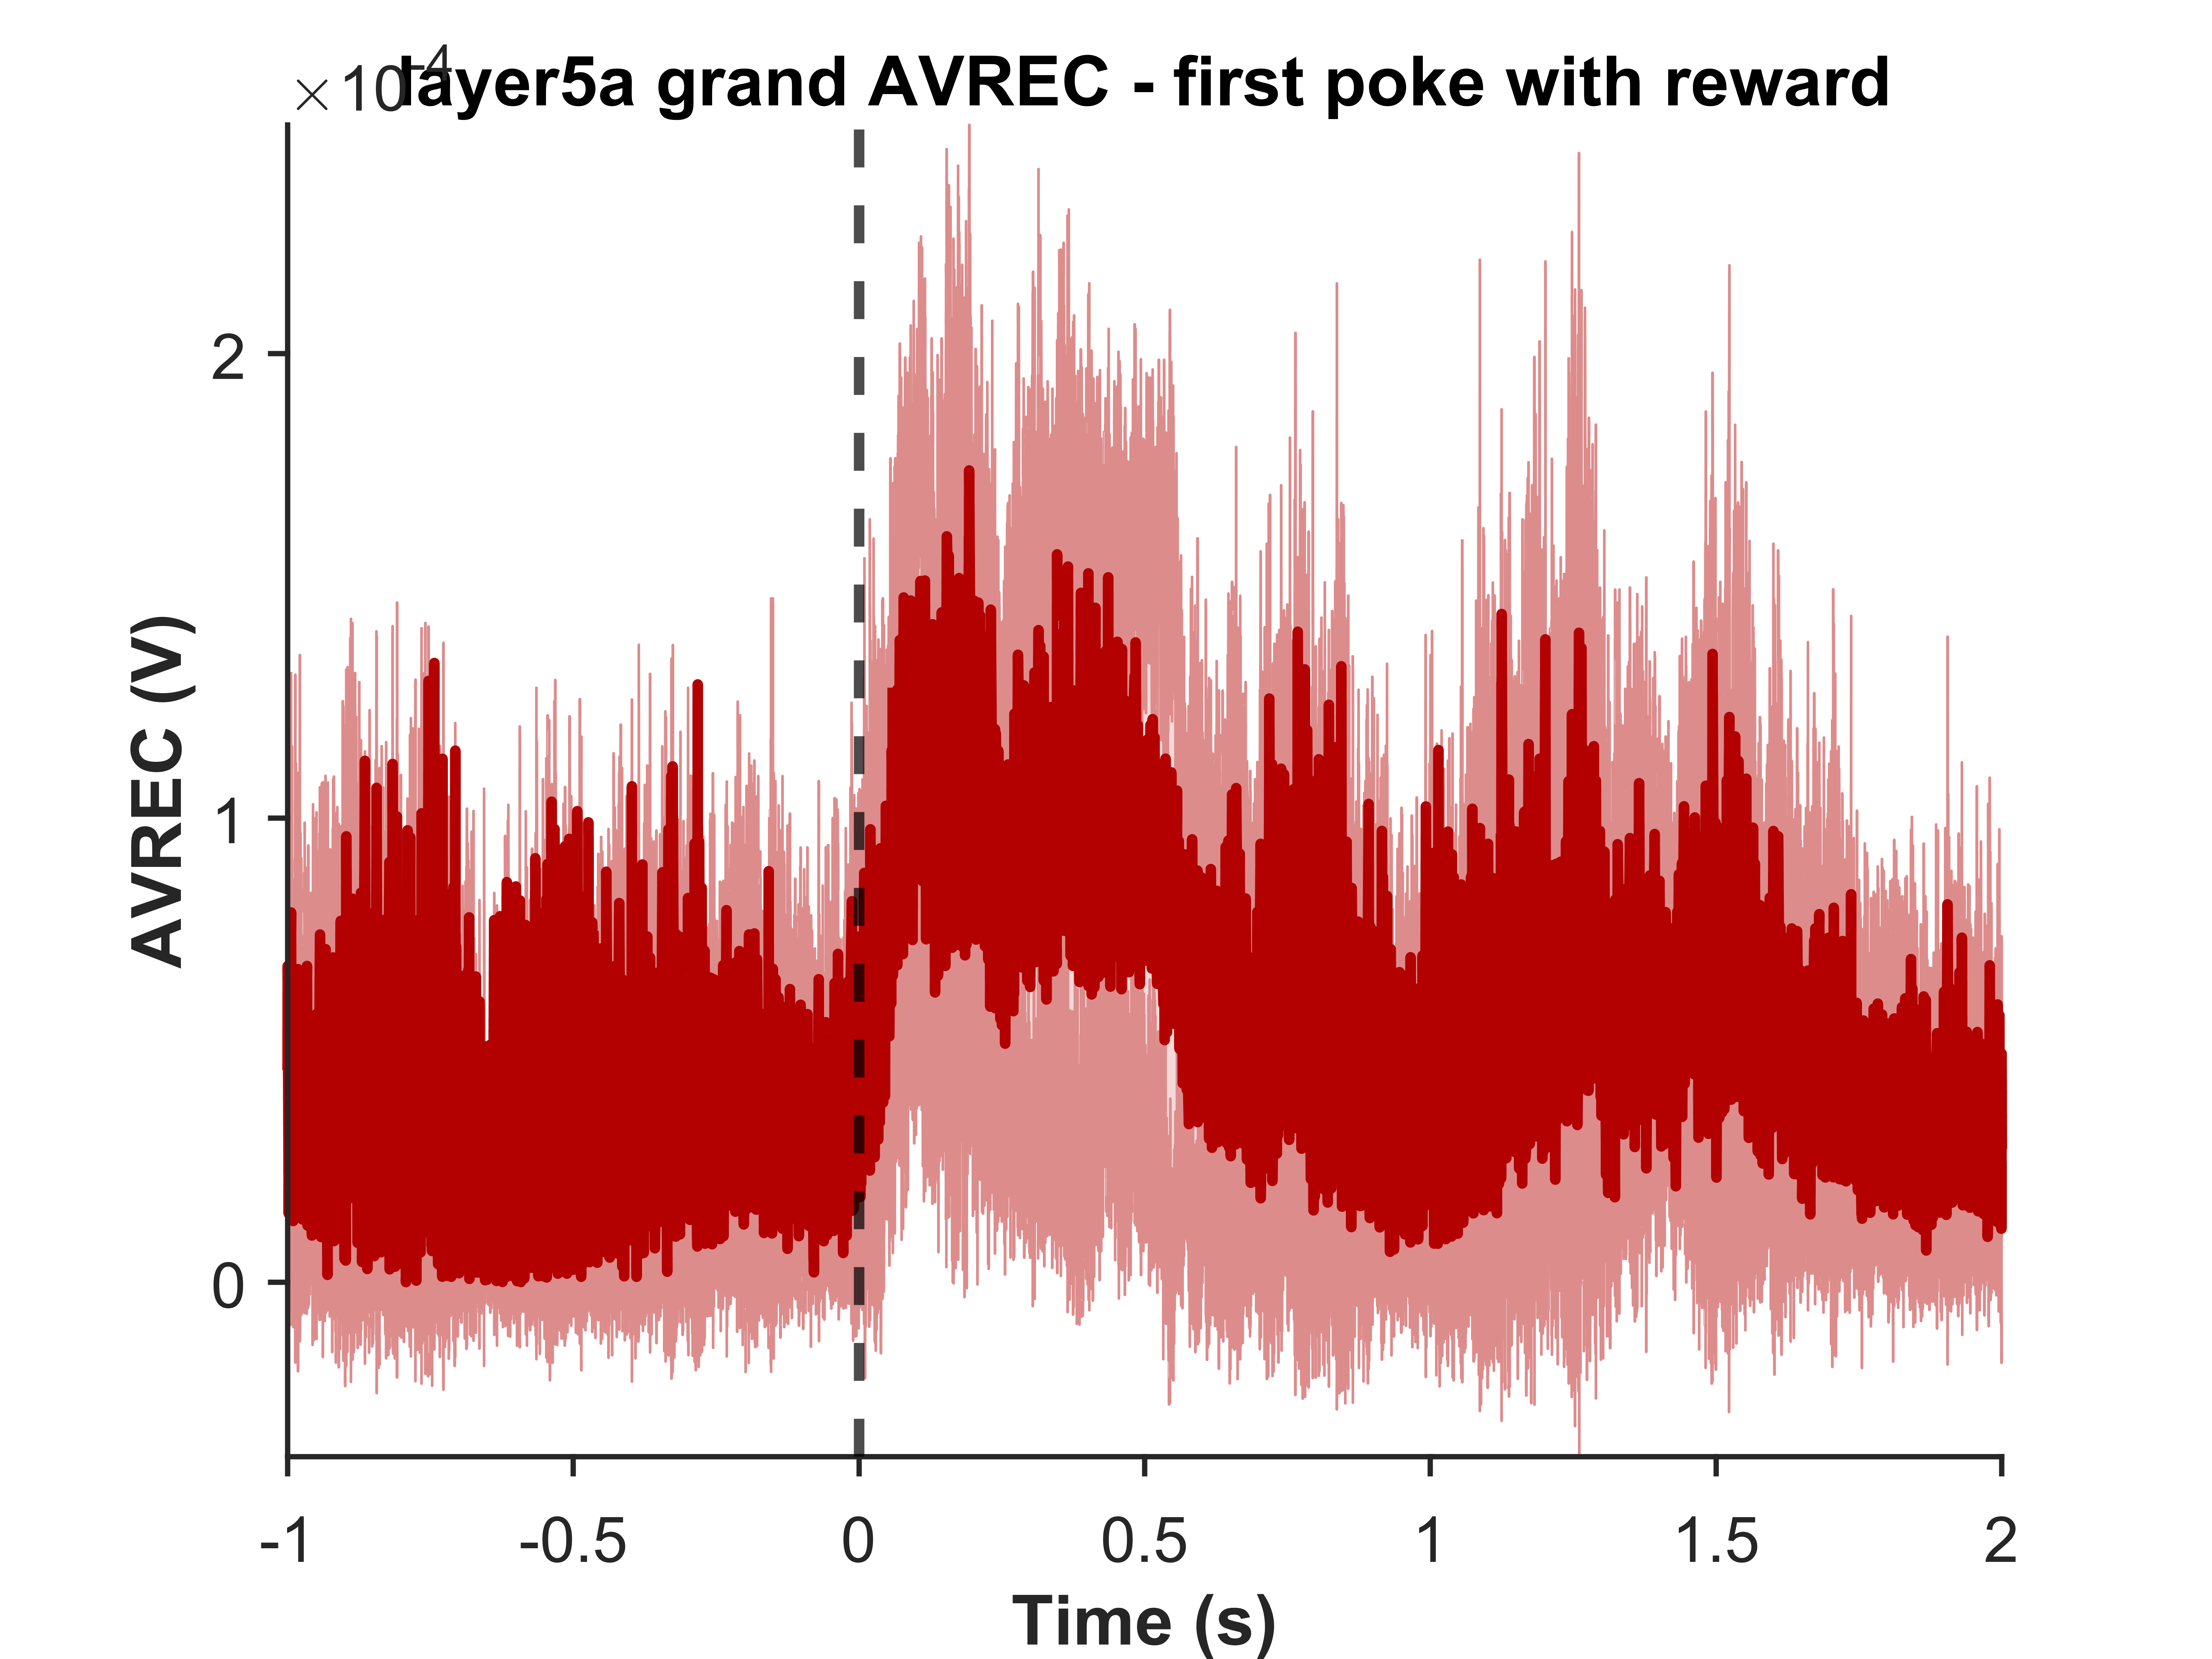 ×10-4
layer5a grand AVREC - first poke with reward
AVREC (V)
2
1
0
-1 -0.5 0 0.5 1 1.5 2
Time (s)